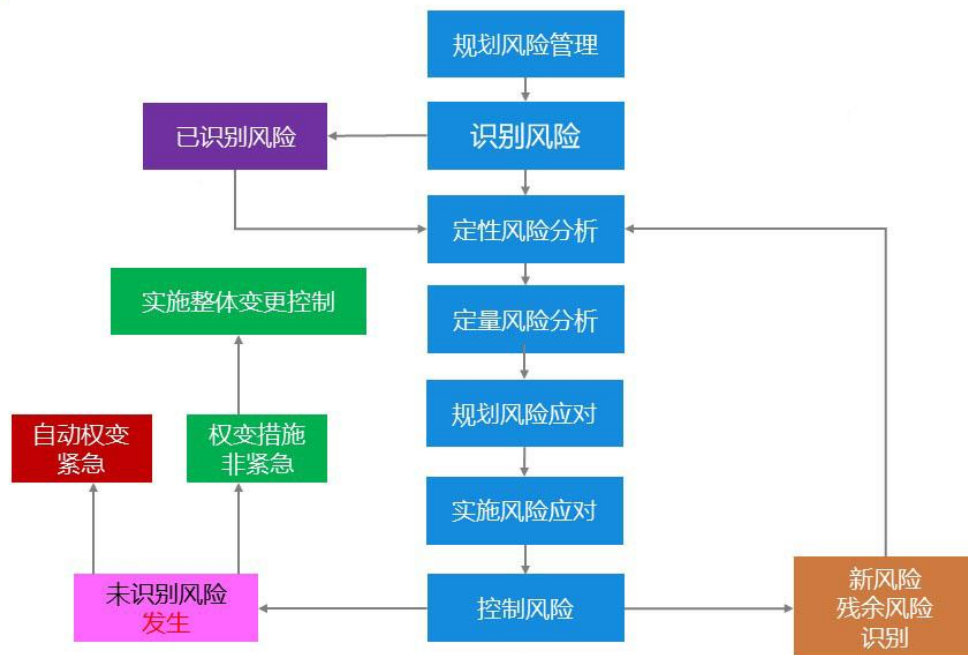 规划风险管理
已识别风险
识别风险
定性风险分析
实施整体变更控制
定量风险分析
自动权变
紧急
权变措施
非紧急
规划风险应对
实施风险应对
未识别风险
发生
控制风险
新风险
残余风险
识别